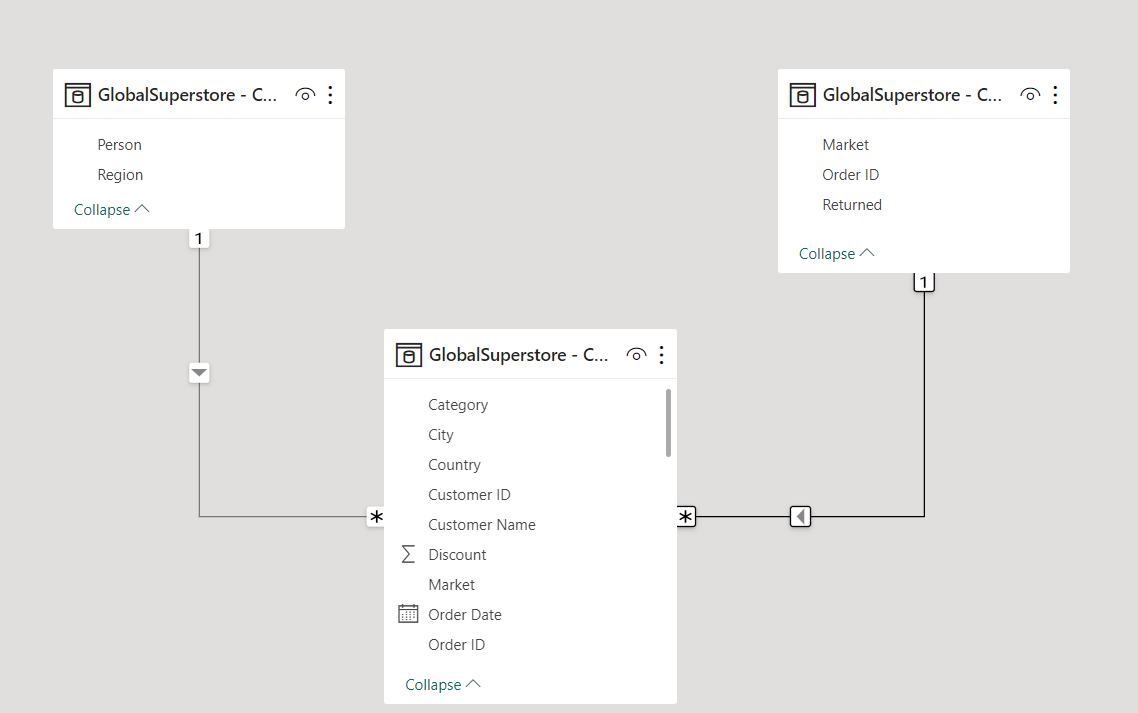 GlobalSuperstore - C...
Person
Region
Collapse
1
GlobalSuperstore - C...
Market
Order ID
Returned
Collapse
1
GlobalSuperstore - C...
Category
City
Country
Customer ID
Customer Name
Discount
Market
Order Date
Order ID
Collapse
*
*